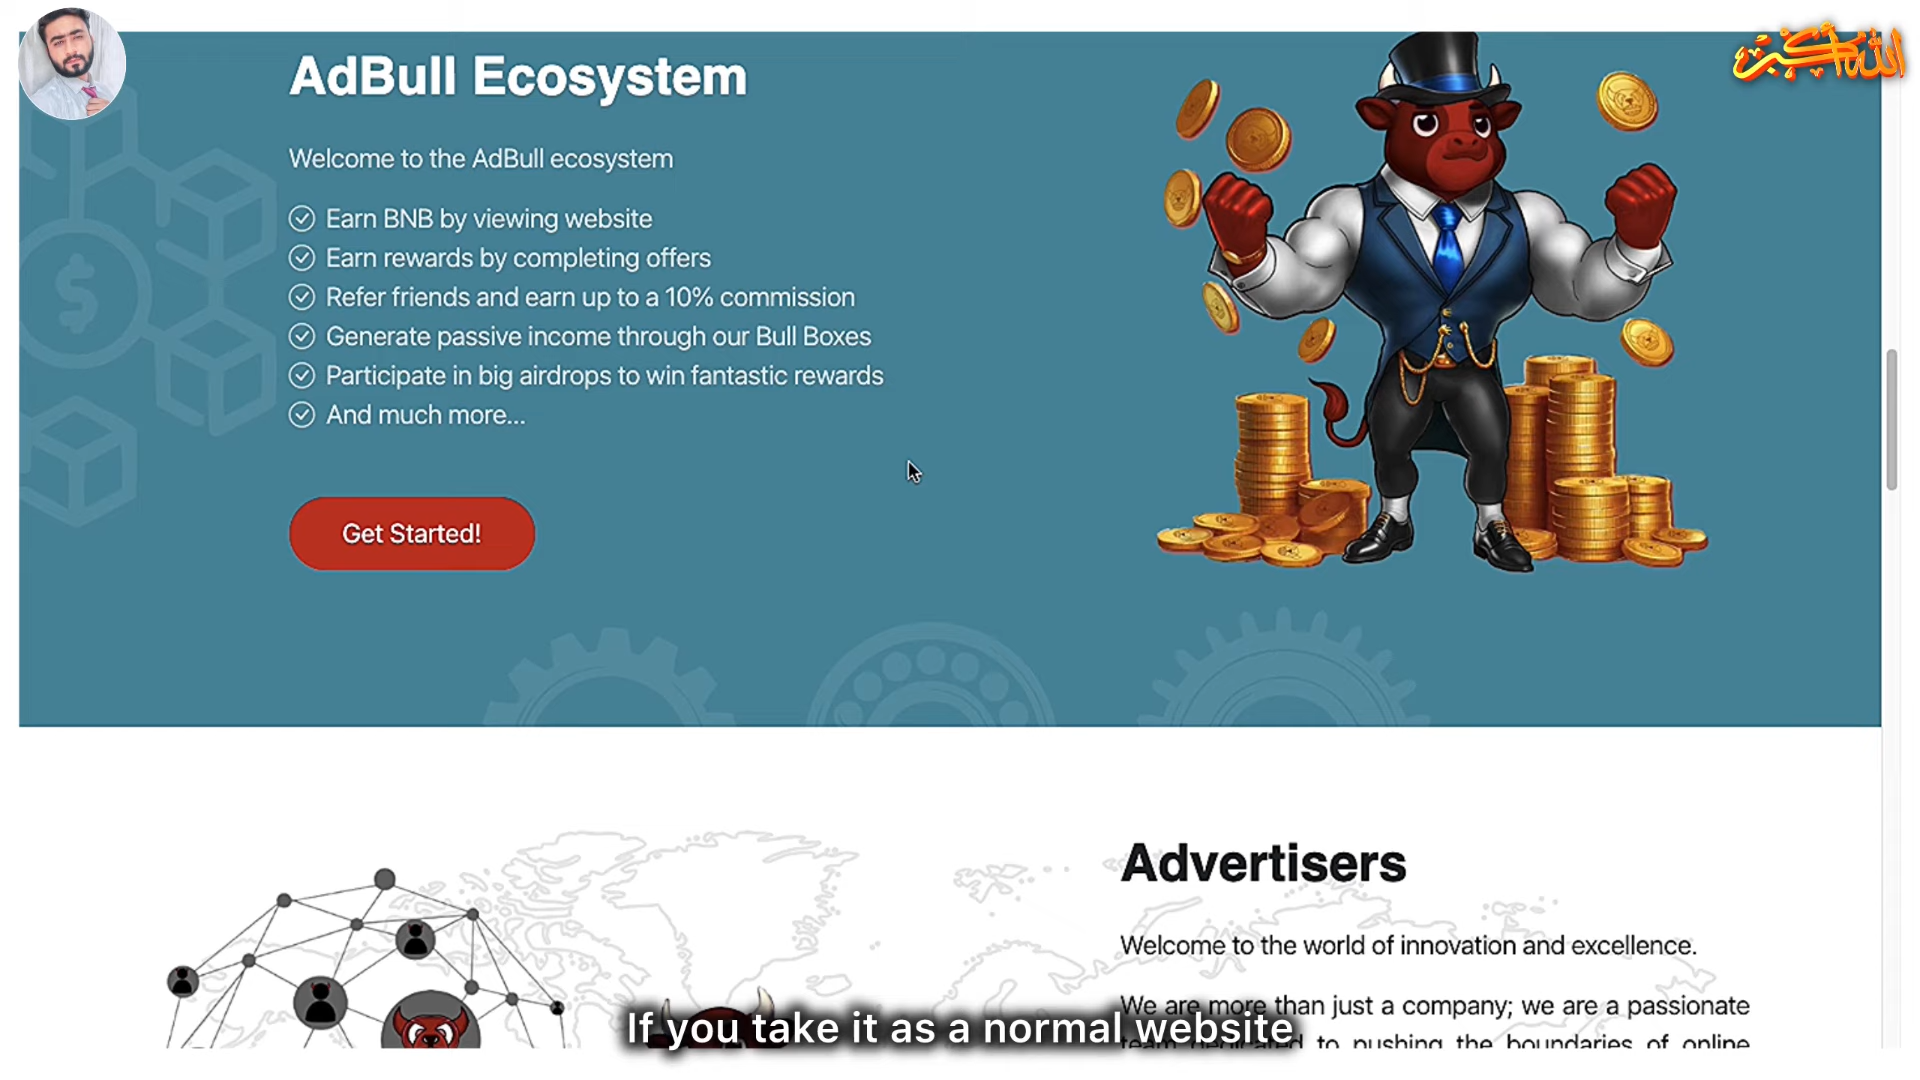 الله اکبر
AdBull Ecosystem
Welcome to the AdBull ecosystem
Earn BNB by viewing website
Earn rewards by completing offers
Refer friends and earn up to a 10% commission
Generate passive income through our Bull Boxes
Participate in big airdrops to win fantastic rewards
And much more...
Get Started!
Advertisers
Welcome to the world of innovation and excellence.
We are more than just a company; we are a passionate
team dedicated to pushing the boundaries of online
If you take it as a normal website,